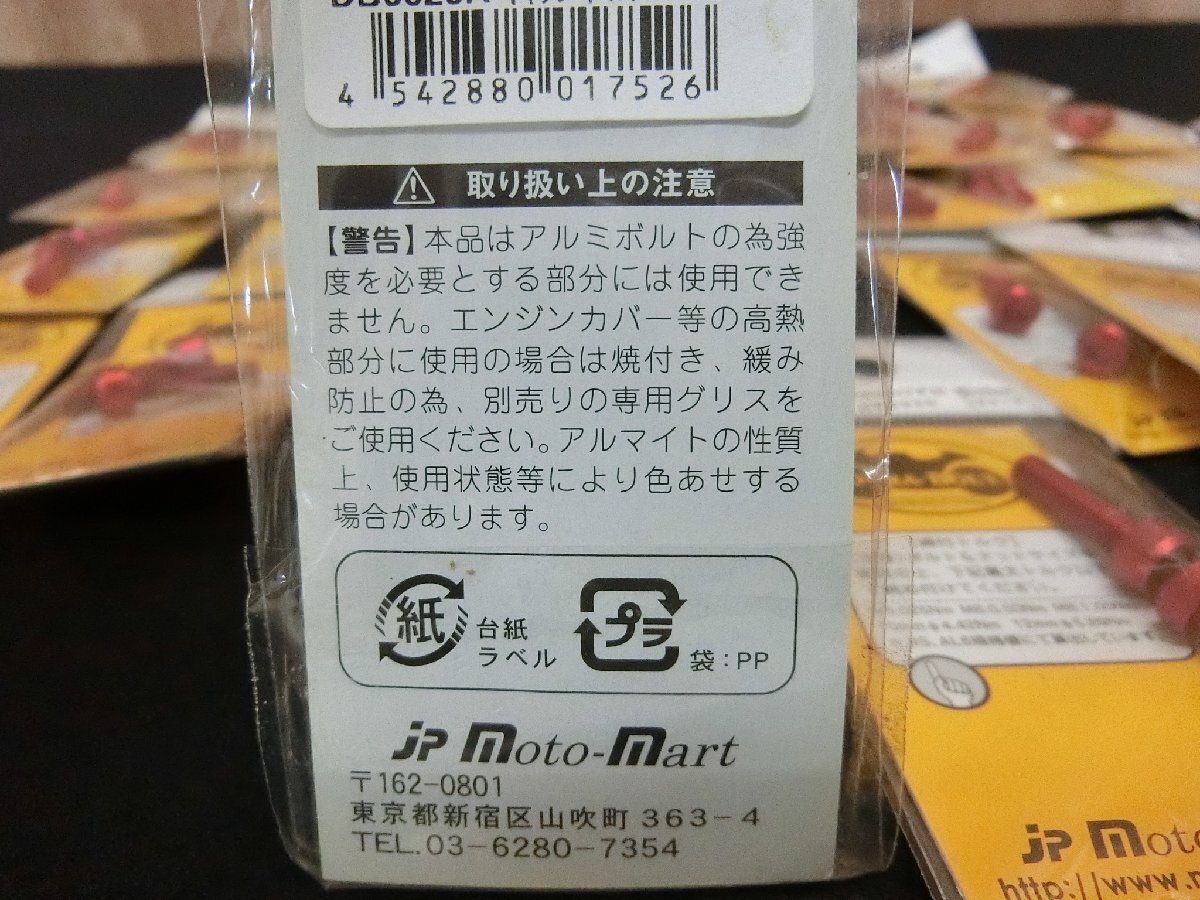 4 542880 017526
取り扱い上の注意
【警告】本品はアルミボルトの為強
度を必要とする部分には使用でき
ません。エンジンカバー等の高熱
部分に使用の場合は焼付き、緩み
防止の為、別売りの専用グリスを
ご使用ください。アルマイトの性質
上、使用状態等により色あせする
場合があります。
紙
台紙
ラベル
プラ
袋：PP
JP Moto-Mart
〒162-0801
東京都新宿区山吹町 363-4
TEL.03-6280-7354
JP Moto
http://www.